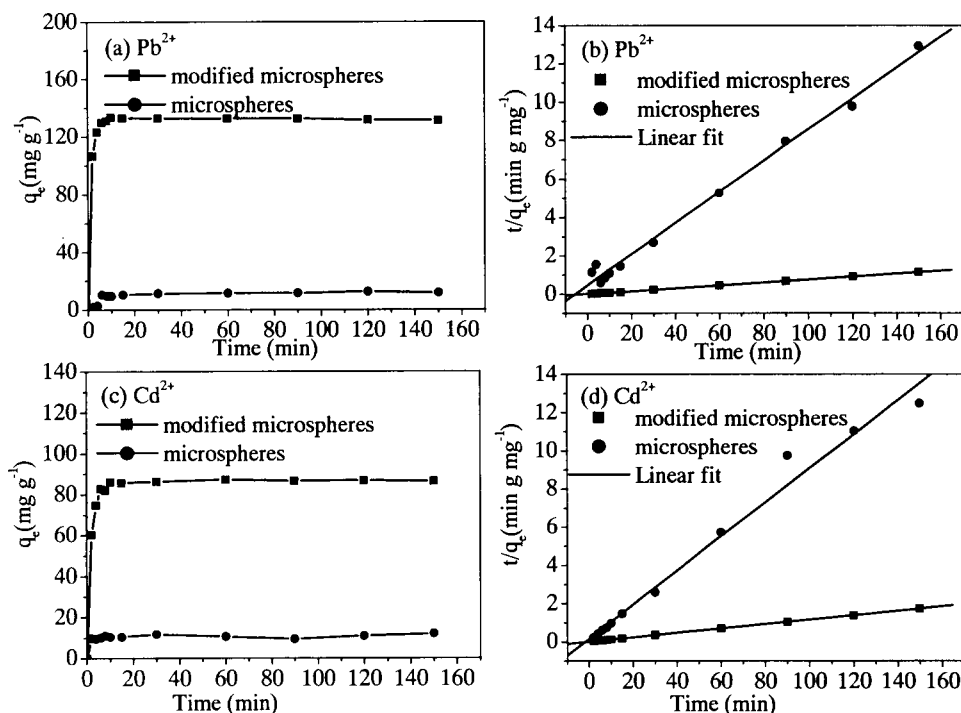 (a) Pb2+
modified microspheres
microspheres
qe(mg g-1)
200
160
120
80
40
0
0 20 40 60 80 100 120 140 160
Time (min)
(b) Pb2+
modified microspheres
microspheres
Linear fit
t/qe(min g mg-1)
14
12
10
8
6
4
2
0
0 20 40 60 80 100 120 140 160
Time (min)
(c) Cd2+
modified microspheres
microspheres
qe(mg g-1)
140
120
100
80
60
40
20
0
0 20 40 60 80 100 120 140 160
Time (min)
(d) Cd2+
modified microspheres
microspheres
Linear fit
t/qe(min g mg-1)
14
12
10
8
6
4
2
0
0 20 40 60 80 100 120 140 160
Time (min)